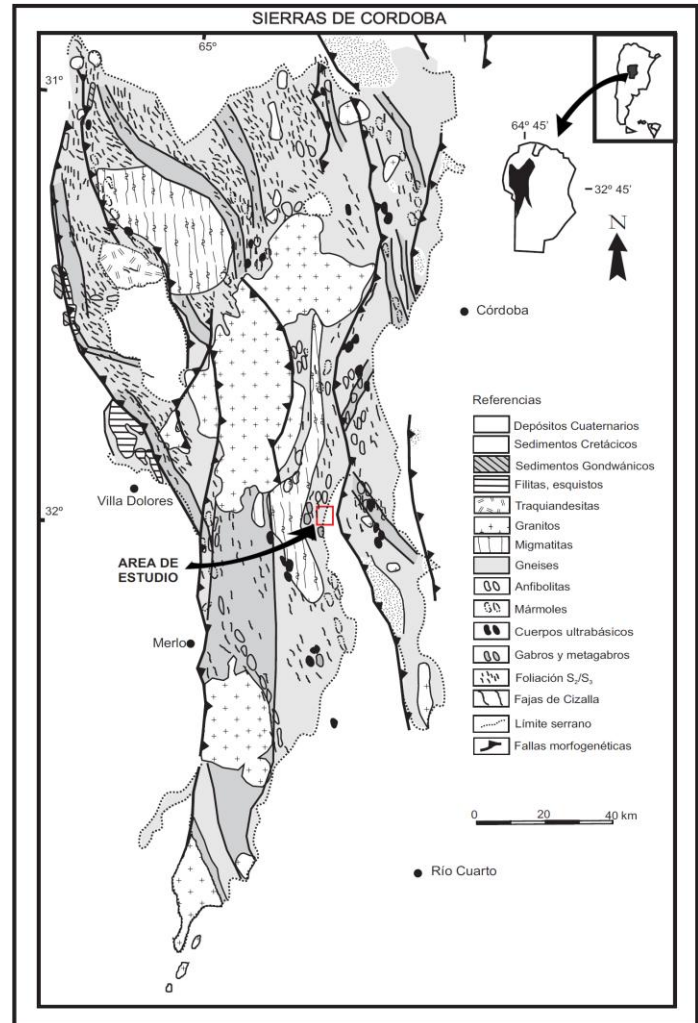 SIERRAS DE CORDOBA
65º
31º
64º 45'
32º 45'
N
Córdoba
Referencias
Depósitos Cuaternarios
Sedimentos Cretácicos
Sedimentos Gondwánicos
Filitas, esquistos
Traquiandesitas
Granitos
Migmatitas
Gneises
Anfibolitas
Mármoles
Cuerpos ultrabásicos
Gabros y metagabros
Foliación S₂/S₃
Fajas de Cizalla
Límite serrano
Fallas morfogenéticas
Villa Dolores
32º
AREA DE
ESTUDIO
Merlo
0 20 40 km
Río Cuarto